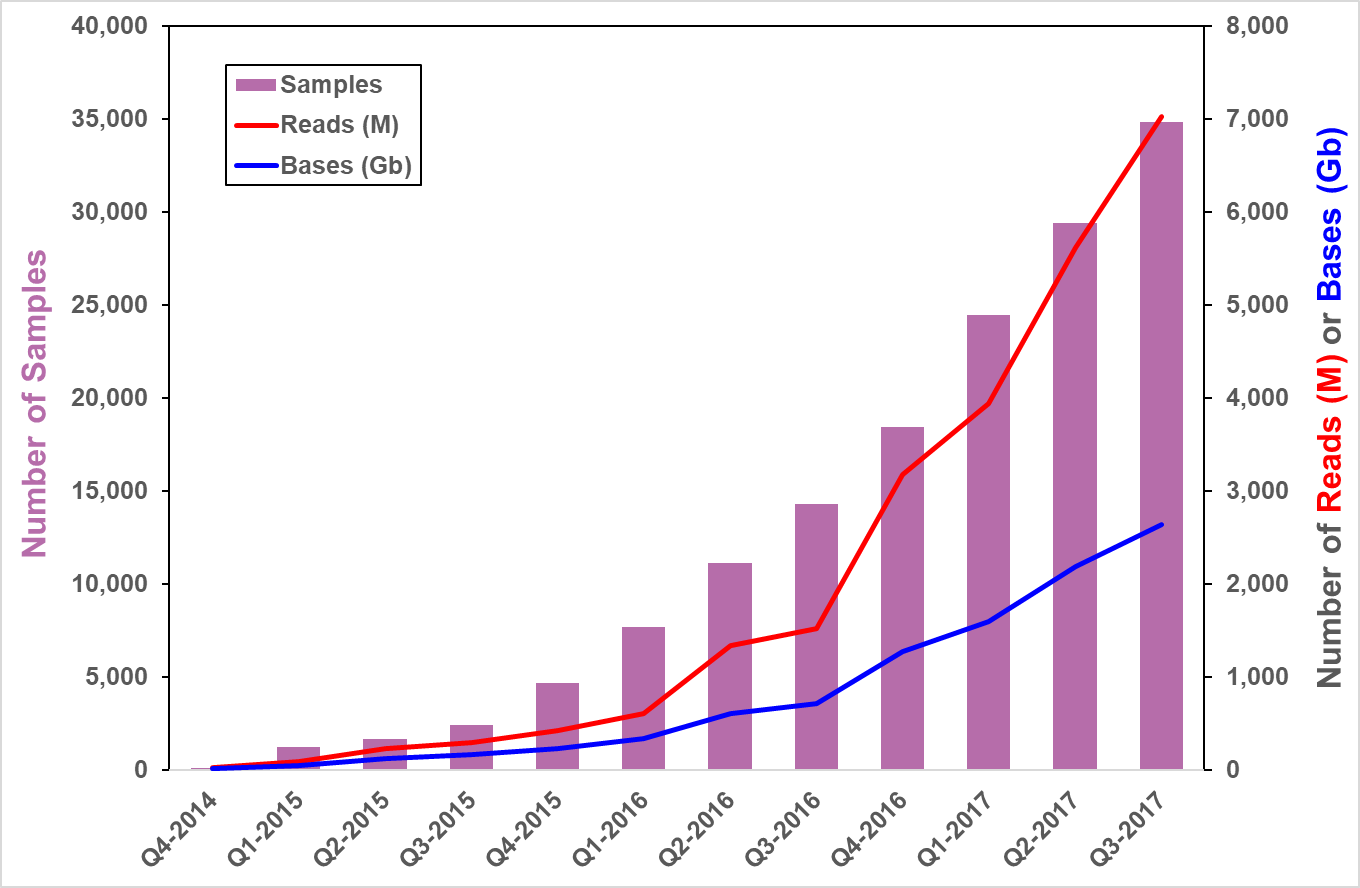 40,000
35,000
30,000
25,000
20,000
15,000
10,000
5,000
0
Number of Samples
Samples
Reads (M)
Bases (Gb)
8,000
7,000
6,000
5,000
4,000
3,000
2,000
1,000
0
Number of Reads (M) or Bases (Gb)
Q4-2014
Q1-2015
Q2-2015
Q3-2015
Q4-2015
Q1-2016
Q2-2016
Q3-2016
Q4-2016
Q1-2017
Q2-2017
Q3-2017